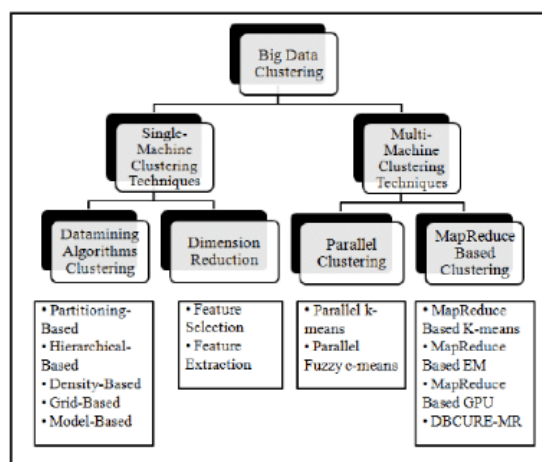 Big Data
Clustering
Single-
Machine
Clustering
Techniques
Multi-
Machine
Clustering
Techniques
Datamining
Algorithms
Clustering
Dimension
Reduction
Parallel
Clustering
MapReduce
Based
Clustering
• Partitioning-
Based
• Hierarchical-
Based
• Density-Based
• Grid-Based
• Model-Based
• Feature
Selection
• Feature
Extraction
• Parallel k-
means
• Parallel
Fuzzy c-means
• MapReduce
Based K-means
• MapReduce
Based EM
• MapReduce
Based GPU
• DBCURE-MR